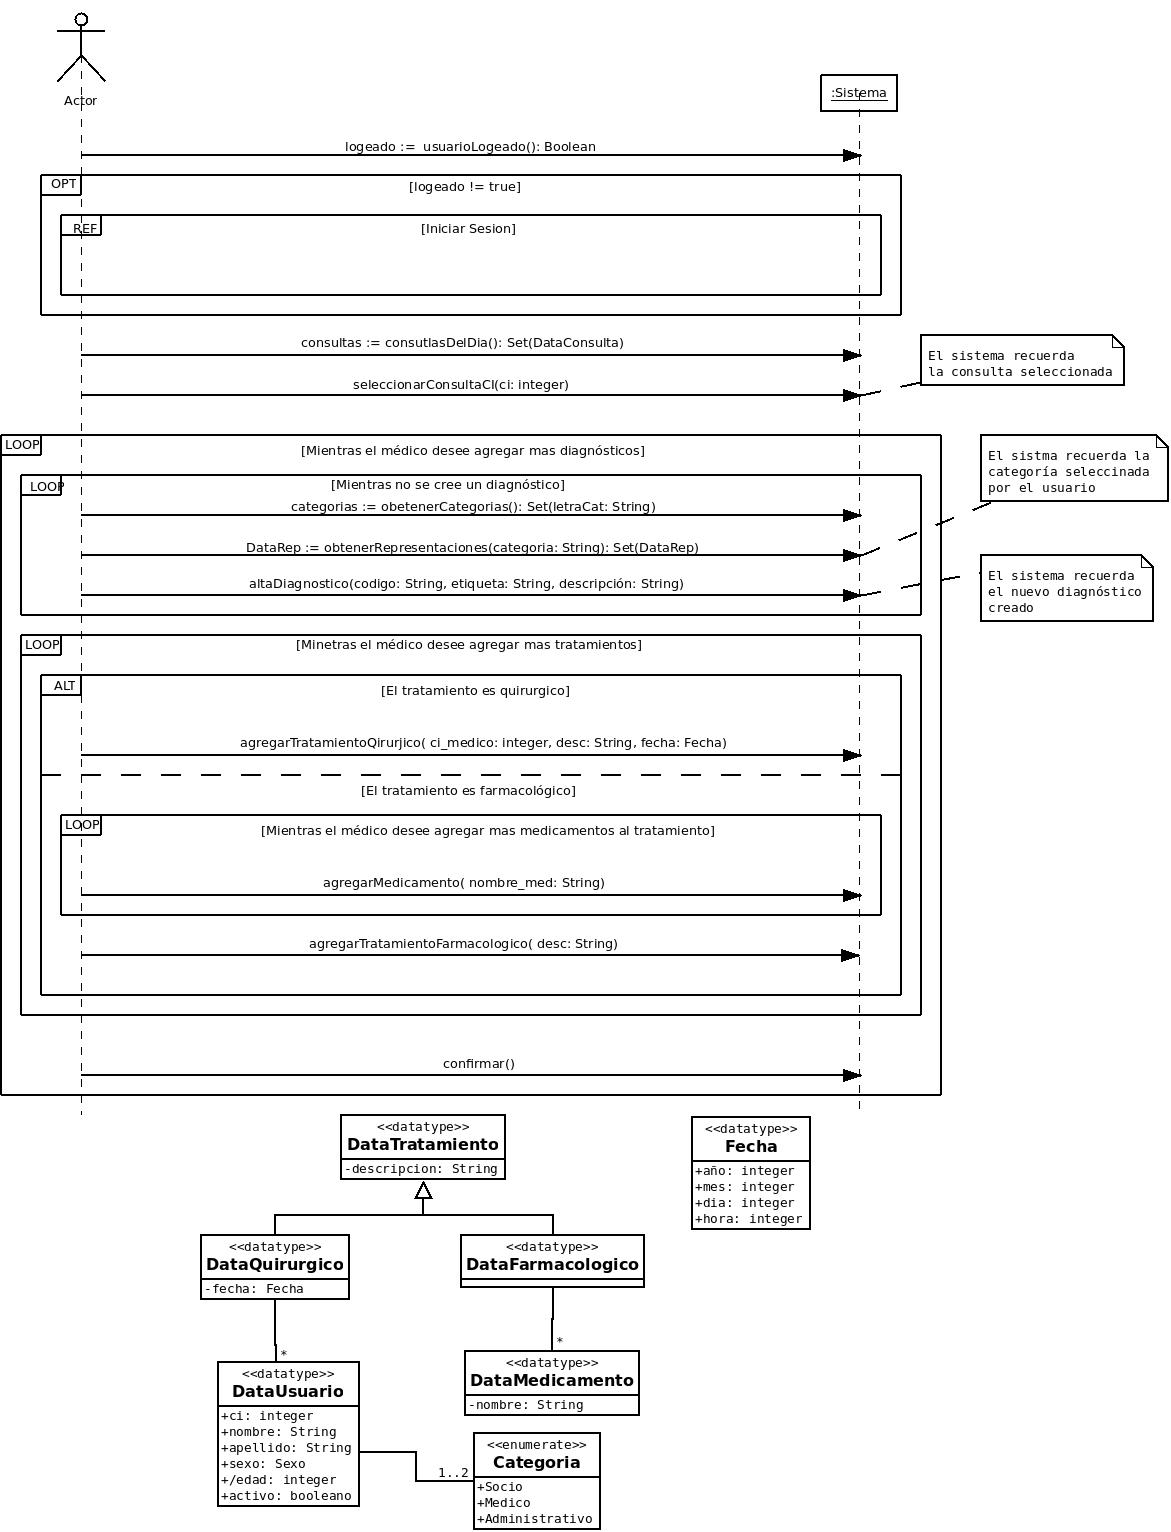 Actor
:Sistema
logeado :=  usuarioLogeado(): Boolean
OPT
[logeado != true]
REF
[Iniciar Sesion]
consultas := consutlasDelDia(): Set(DataConsulta)
El sistema recuerda
la consulta seleccionada
seleccionarConsultaCI(ci: integer)
LOOP
[Mientras el médico desee agregar mas diagnósticos]
El sistma recuerda la
categoría seleccinada
por el usuario
LOOP
[Mientras no se cree un diagnóstico]
categorias := obetenerCategorias(): Set(letraCat: String)
DataRep := obtenerRepresentaciones(categoria: String): Set(DataRep)
altaDiagnostico(codigo: String, etiqueta: String, descripción: String)
El sistema recuerda
el nuevo diagnóstico
creado
LOOP
[Minetras el médico desee agregar mas tratamientos]
ALT
[El tratamiento es quirurgico]
agregarTratamientoQirurjico( ci_medico: integer, desc: String, fecha: Fecha)
[El tratamiento es farmacológico]
LOOP
[Mientras el médico desee agregar mas medicamentos al tratamiento]
agregarMedicamento( nombre_med: String)
agregarTratamientoFarmacologico( desc: String)
confirmar()
<<datatype>>
DataTratamiento
-descripcion: String
<<datatype>>
Fecha
+año: integer
+mes: integer
+dia: integer
+hora: integer
<<datatype>>
DataQuirurgico
-fecha: Fecha
<<datatype>>
DataFarmacologico
*
*
<<datatype>>
DataUsuario
+ci: integer
+nombre: String
+apellido: String
+sexo: Sexo
+/edad: integer
+activo: booleano
<<datatype>>
DataMedicamento
-nombre: String
1..2
<<enumerate>>
Categoria
+Socio
+Medico
+Administrativo